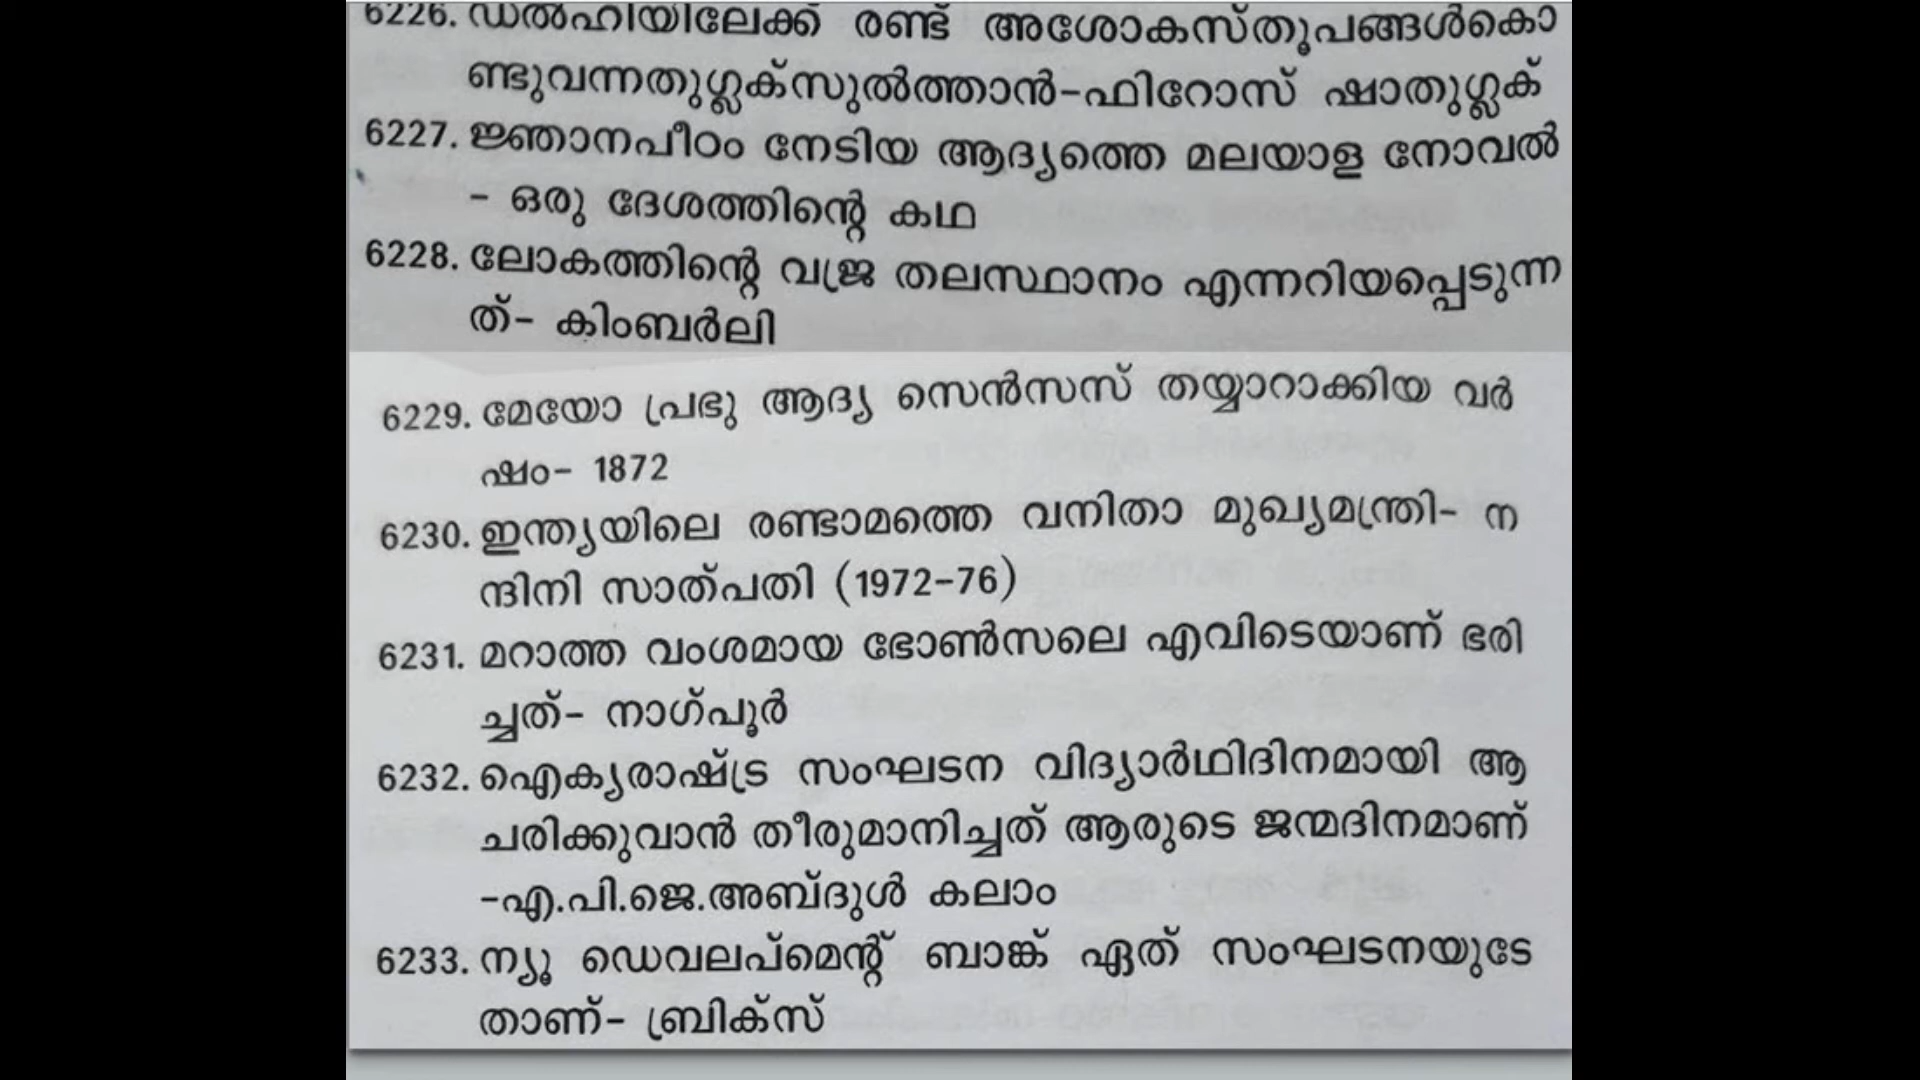 6226. ഡൽഹിയിലേക്ക് രണ്ട് അശോകസ്തൂപങ്ങൾകൊ
ണ്ടുവന്നതുഗ്ലക്സുൽത്താൻ-ഫിറോസ് ഷാതുഗ്ലക്
6227. ജ്ഞാനപീഠം നേടിയ ആദ്യത്തെ മലയാള നോവൽ
- ഒരു ദേശത്തിന്റെ കഥ
6228. ലോകത്തിന്റെ വജ്ര തലസ്ഥാനം എന്നറിയപ്പെടുന്ന
ത്- കിംബർലി
6229. മേയോ പ്രഭു ആദ്യ സെൻസസ് തയ്യാറാക്കിയ വർ
ഷം- 1872
6230. ഇന്ത്യയിലെ രണ്ടാമത്തെ വനിതാ മുഖ്യമന്ത്രി- ന
ന്ദിനി സാത്പതി (1972-76)
6231. മറാത്ത വംശമായ ഭോൺസലെ എവിടെയാണ് ഭരി
ച്ചത്- നാഗ്പൂർ
6232. ഐക്യരാഷ്ട്ര സംഘടന വിദ്യാർഥിദിനമായി ആ
ചരിക്കുവാൻ തീരുമാനിച്ചത് ആരുടെ ജന്മദിനമാണ്
-എ.പി.ജെ.അബ്ദുൾ കലാം
6233. ന്യൂ ഡെവലപ്മെന്റ് ബാങ്ക് ഏത് സംഘടനയുടേ
താണ്- ബ്രിക്സ്